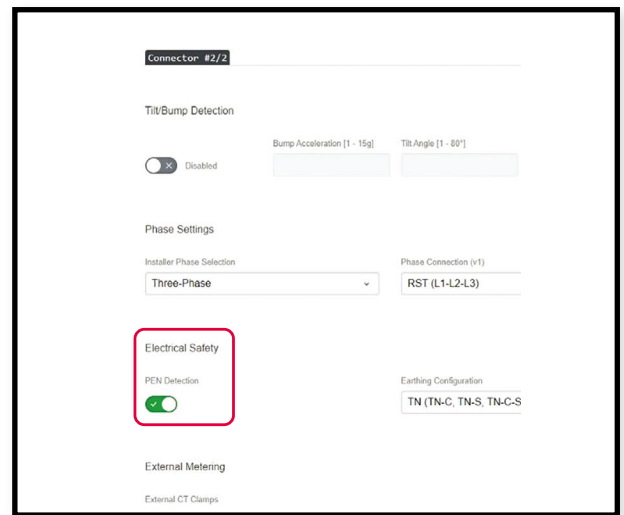 Connector #2/2
Tilt/Bump Detection
Bump Acceleration [1 - 15g] Tilt Angle [1 - 80°]
Disabled
Phase Settings
Installer Phase Selection Phase Connection (v1)
Three-Phase RST (L1-L2-L3)
Electrical Safety
PEN Detection Earthing Configuration
TN (TN-C, TN-S, TN-C-S
External Metering
External CT Clamps